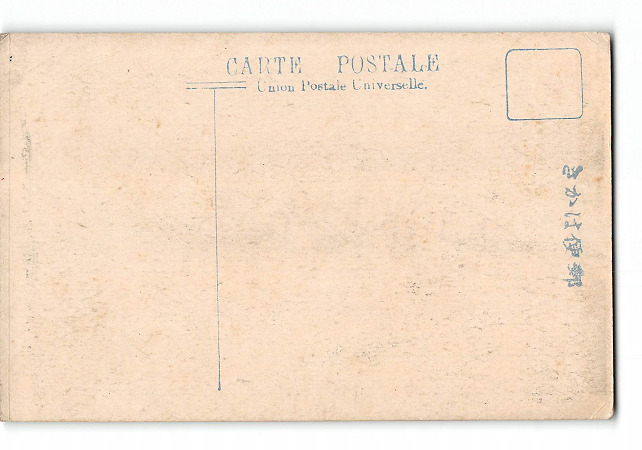 CARTE POSTALE
Union Postale Universelle.
きかは便郵